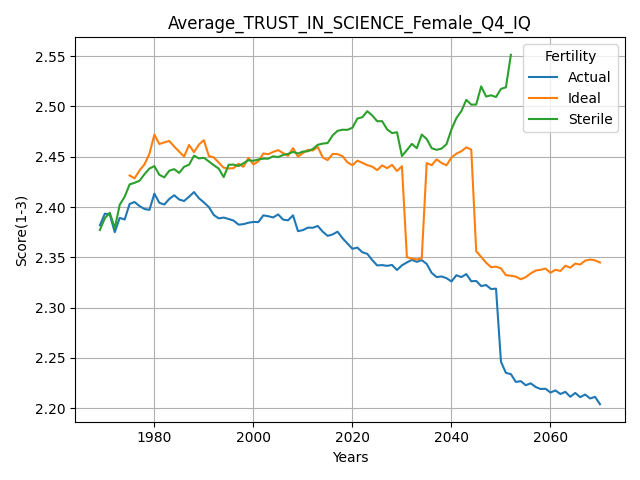 Average_TRUST_IN_SCIENCE_Female_Q4_IQ
Score(1-3)
2.55
2.50
2.45
2.40
2.35
2.30
2.25
2.20
Fertility
Actual
Ideal
Sterile
1980 2000 2020 2040 2060
Years